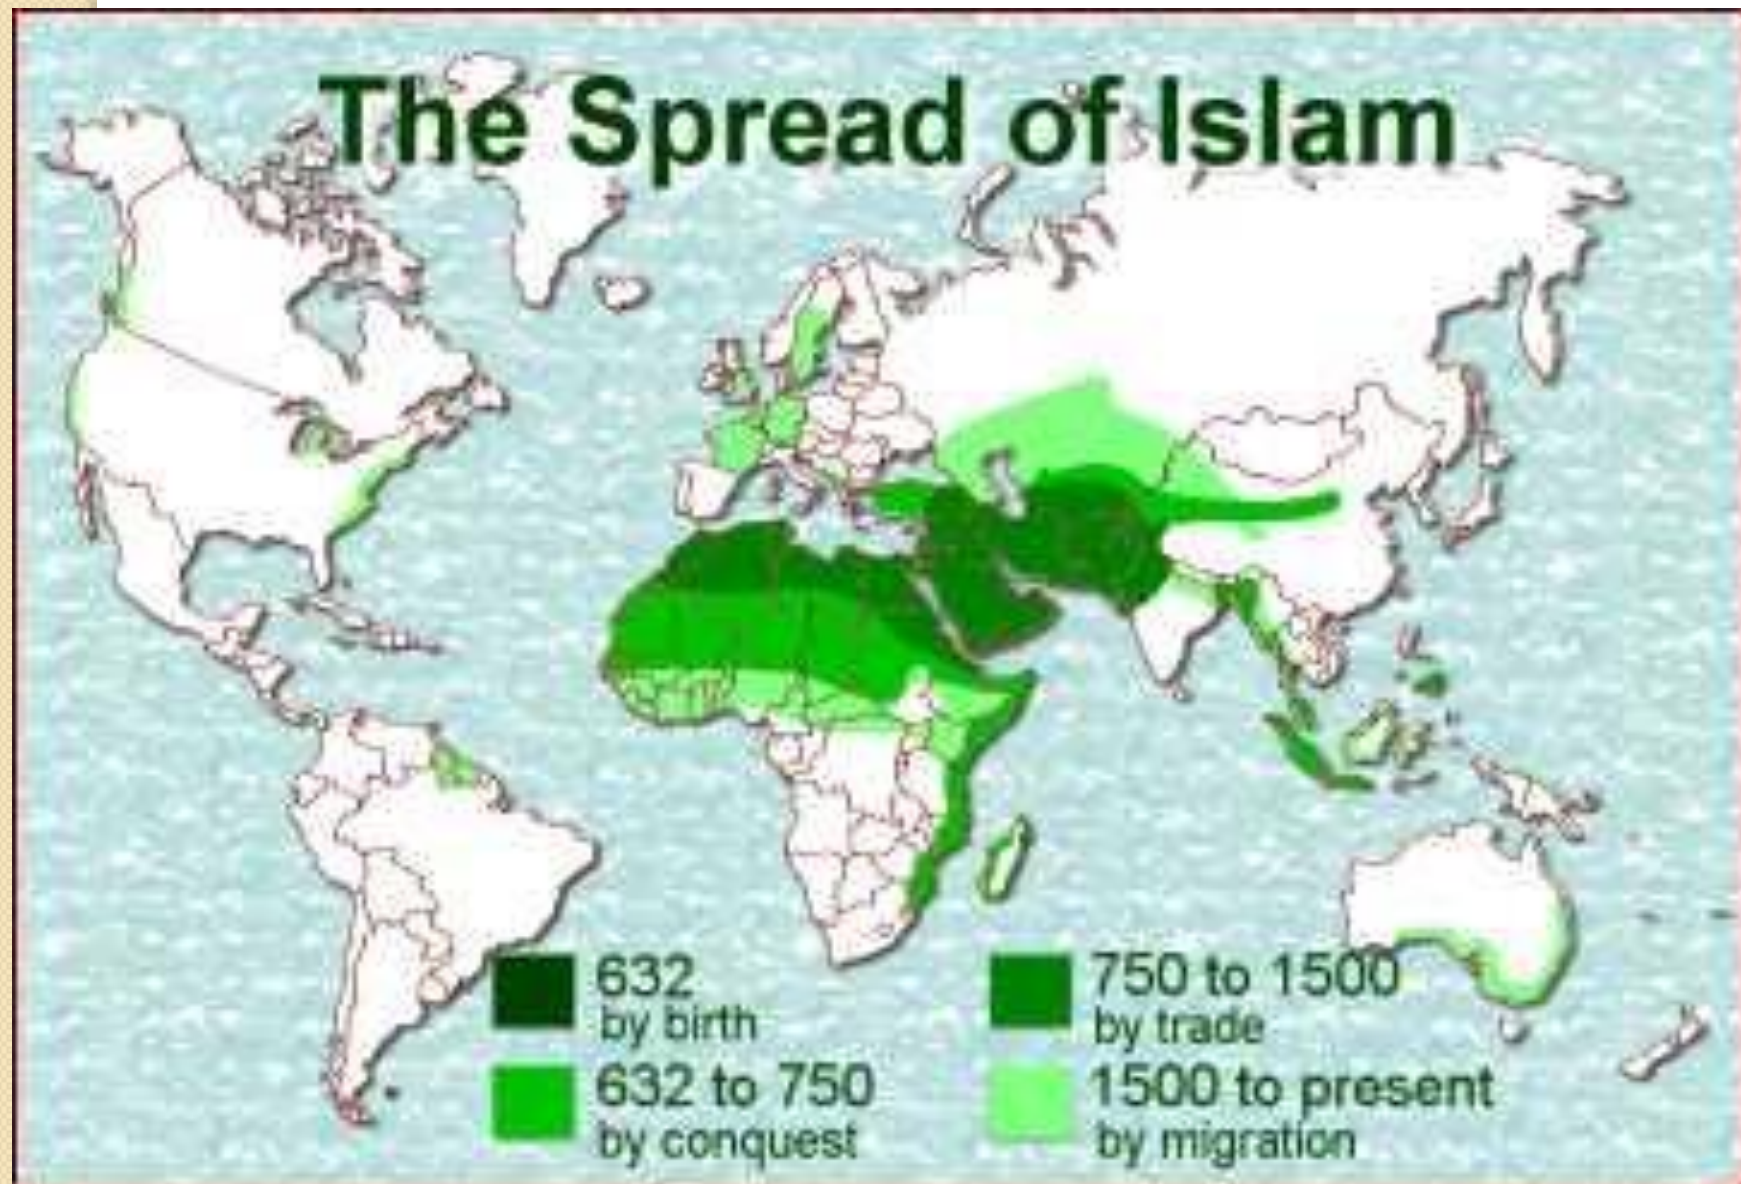 The Spread of Islam
632
by birth
632 to 750
by conquest
750 to 1500
by trade
1500 to present
by migration